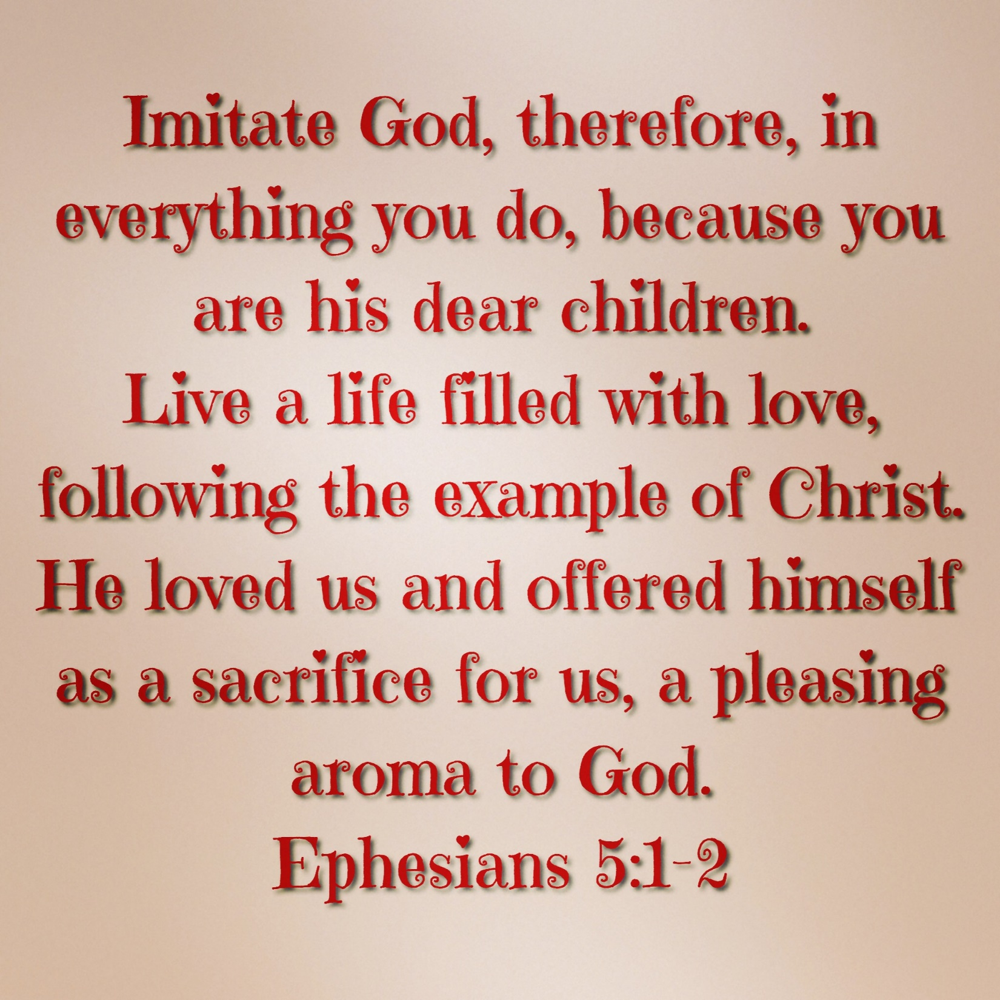 Imitate God, therefore, in
everything you do, because you
are his dear children.
Live a life filled with love,
following the example of Christ.
He loved us and offered himself
as a sacrifice for us, a pleasing
aroma to God.
Ephesians 5:1-2